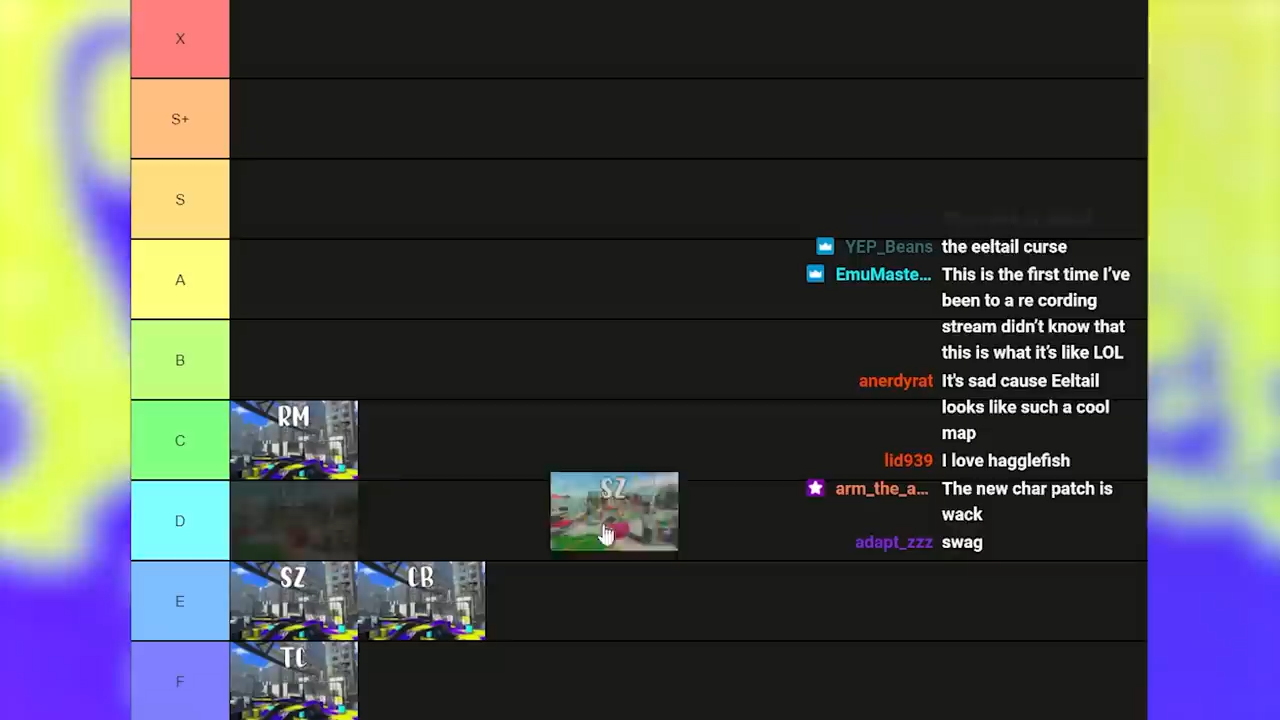 X
S+
S
A
YEP_Beans the eeltail curse
EmuMaste... This is the first time I've
been to a re cording
stream didn't know that
B
this is what it's like LOL
anerdyrat It's sad cause Eeltail
looks like such a cool
map
RM
C
lid939 I love hagglefish
SZ
arm_the_a... The new char patch is
wack
D
adapt_zzz swag
SZ CB
E
TC
F